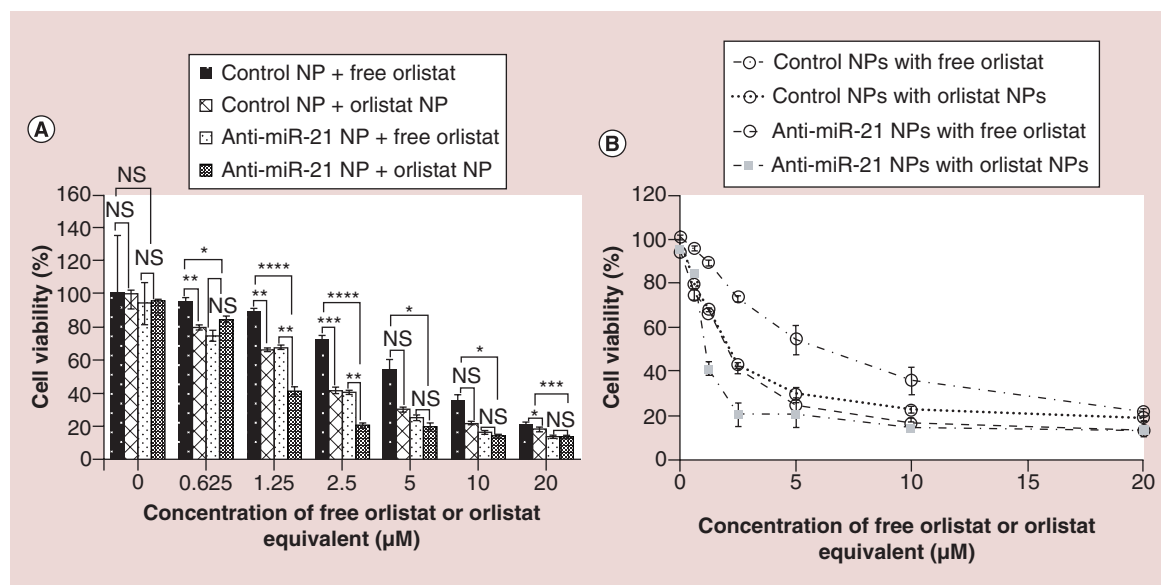 A
Control NP + free orlistat
Control NP + orlistat NP
Anti-miR-21 NP + free orlistat
Anti-miR-21 NP + orlistat NP
Cell viability (%)
160
140
120
100
80
60
40
20
0
NS
NS
NS
*
**
NS
****
**
**
****
***
**
*
NS
NS
*
NS
NS
***
*
NS
0 0.625 1.25 2.5 5 10 20
Concentration of free orlistat or orlistat
equivalent (µM)
B
Control NPs with free orlistat
Control NPs with orlistat NPs
Anti-miR-21 NPs with free orlistat
Anti-miR-21 NPs with orlistat NPs
Cell viability (%)
120
100
80
60
40
20
0
0 5 10 15 20
Concentration of free orlistat or orlistat
equivalent (µM)